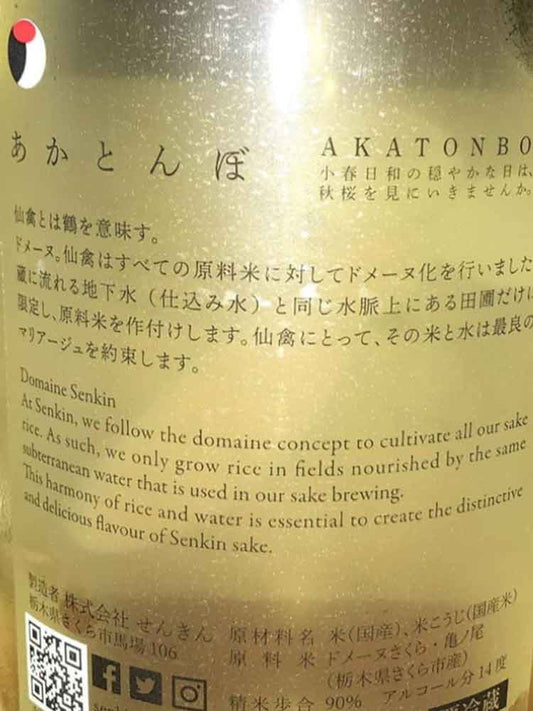 あかとんぼ
AKATONBO
小春日和の穏やかな日は、
秋桜を見にいきませんか。
仙禽とは鶴を意味す。
ドメーヌ。仙禽はすべての原料米に対してドメーヌ化を行いました
蔵に流れる地下水（仕込み水）と同じ水脈上にある田圃だけに
限定し、原料米を作付けします。仙禽にとって、その米と水は最良の
マリアージュを約束します。
Domaine Senkin
At Senkin, we follow the domaine concept to cultivate all our sake
rice. As such, we only grow rice in fields nourished by the same
subterranean water that is used in our sake brewing.
This harmony of rice and water is essential to create the distinctive
and delicious flavour of Senkin sake.
製造者 株式会社 せんきん
栃木県さくら市馬場106
原材料名 米(国産)、米こうじ(国産米)
原料米 ドメーヌさくら・亀ノ尾
(栃木県さくら市産)
精米歩合 90% アルコール分14度
冷蔵